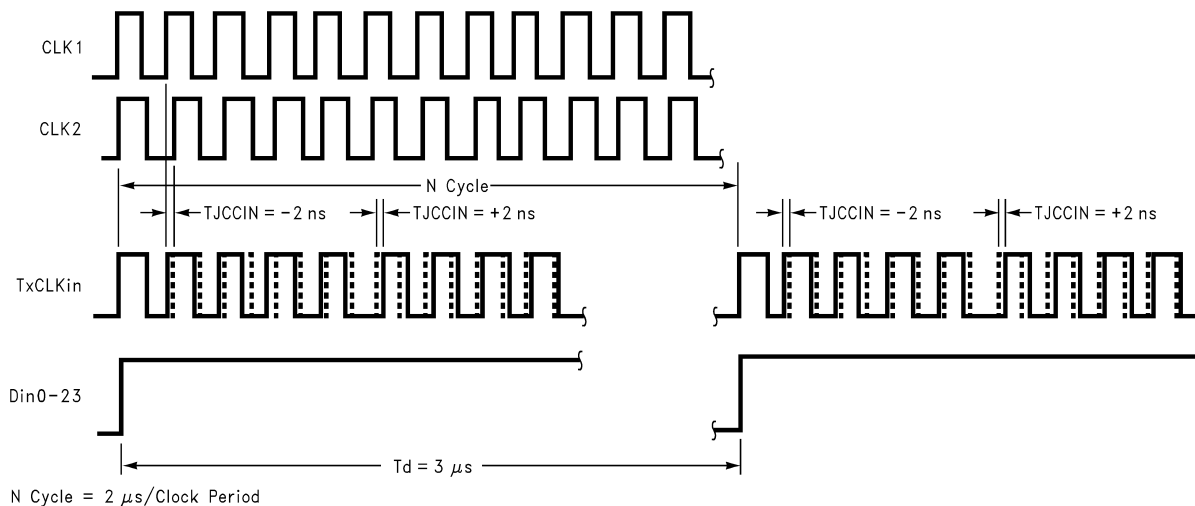 CLK1
CLK2
N Cycle
TJCCIN = -2 ns
TJCCIN = +2 ns
TJCCIN = -2 ns
TJCCIN = +2 ns
TxCLKin
Din0-23
Td = 3 μs
N Cycle = 2 μs/Clock Period